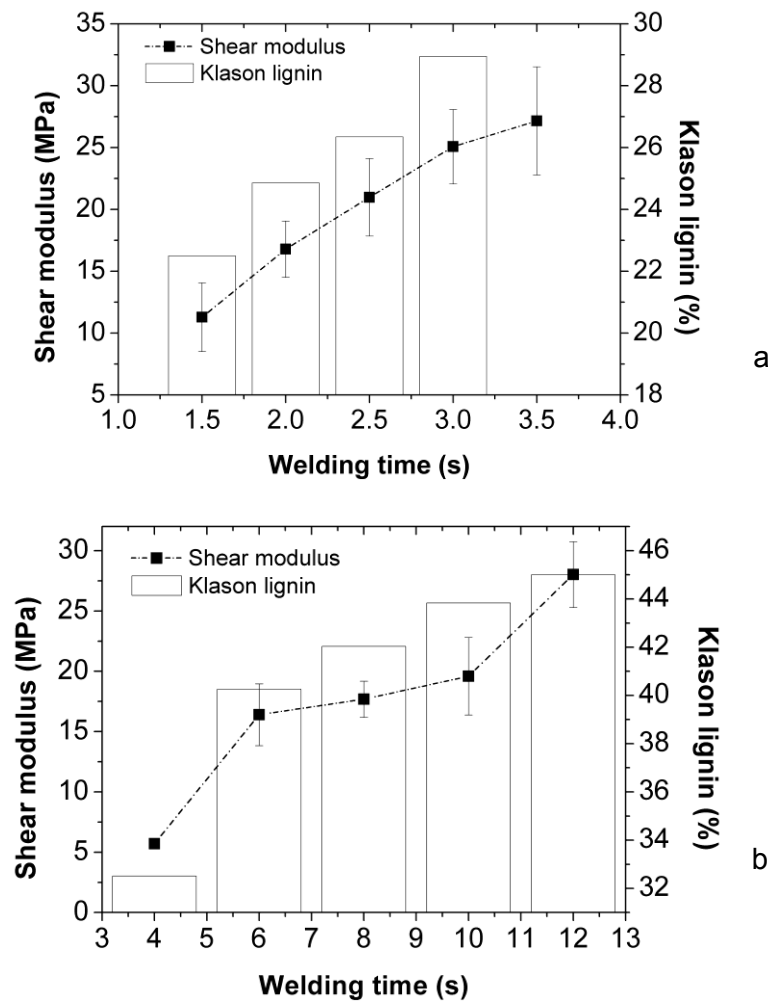 35
30
25
20
15
10
5
Shear modulus (MPa)
Shear modulus
Klason lignin
30
28
26
24
22
20
18
Klason lignin (%)
1.0 1.5 2.0 2.5 3.0 3.5 4.0
Welding time (s)
a
30
25
20
15
10
5
0
Shear modulus (MPa)
Shear modulus
Klason lignin
46
44
42
40
38
36
34
32
Klason lignin (%)
3 4 5 6 7 8 9 10 11 12 13
Welding time (s)
b